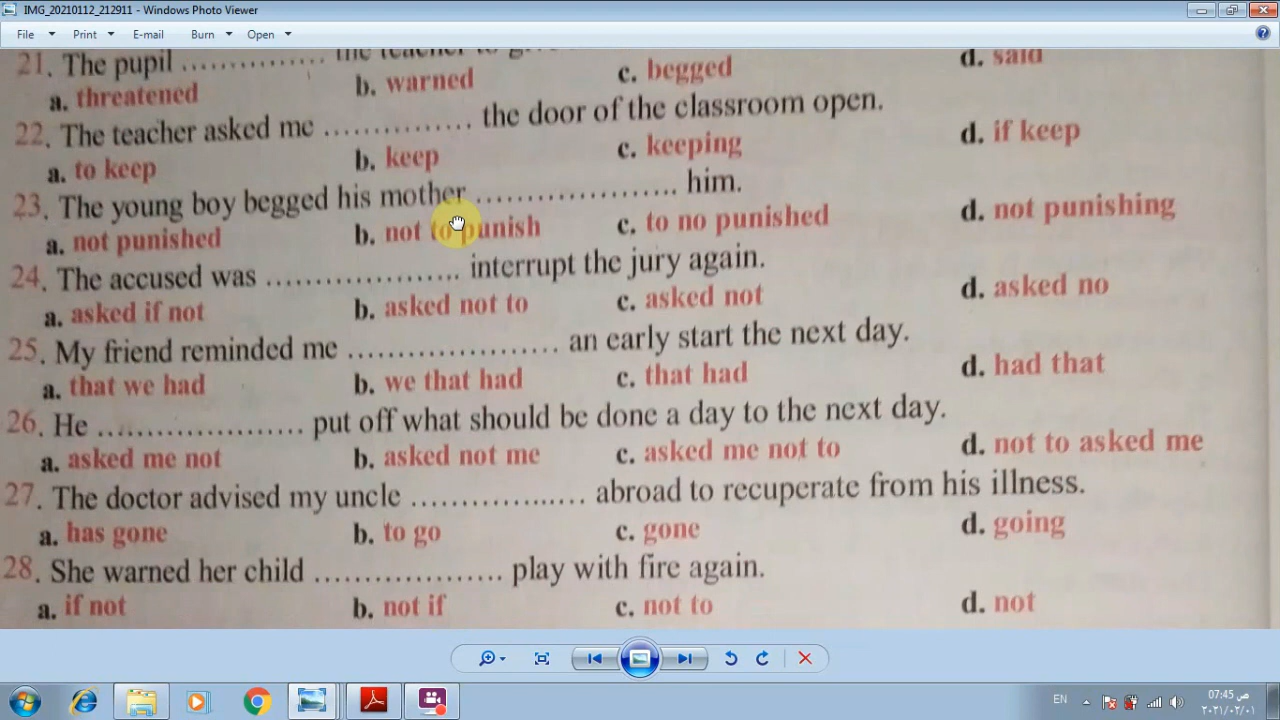 IMG_20210112_212911 - Windows Photo Viewer
File Print E-mail Burn Open
21. The pupil ............... the teacher to
a. threatened b. warned c. begged d. said
22. The teacher asked me ............... the door of the classroom open.
a. to keep b. keep c. keeping d. if keep
23. The young boy begged his mother .................... him.
a. not punished b. not to punish c. to no punished d. not punishing
24. The accused was .................... interrupt the jury again.
a. asked if not b. asked not to c. asked not d. asked no
25. My friend reminded me ..................... an early start the next day.
a. that we had b. we that had c. that had d. had that
26. He ..................... put off what should be done a day to the next day.
a. asked me not b. asked not me c. asked me not to d. not to asked me
27. The doctor advised my uncle .................. abroad to recuperate from his illness.
a. has gone b. to go c. gone d. going
28. She warned her child ................... play with fire again.
a. if not b. not if c. not to d. not
EN 07:45 ص
٢٠٢١/٠٢/٠١